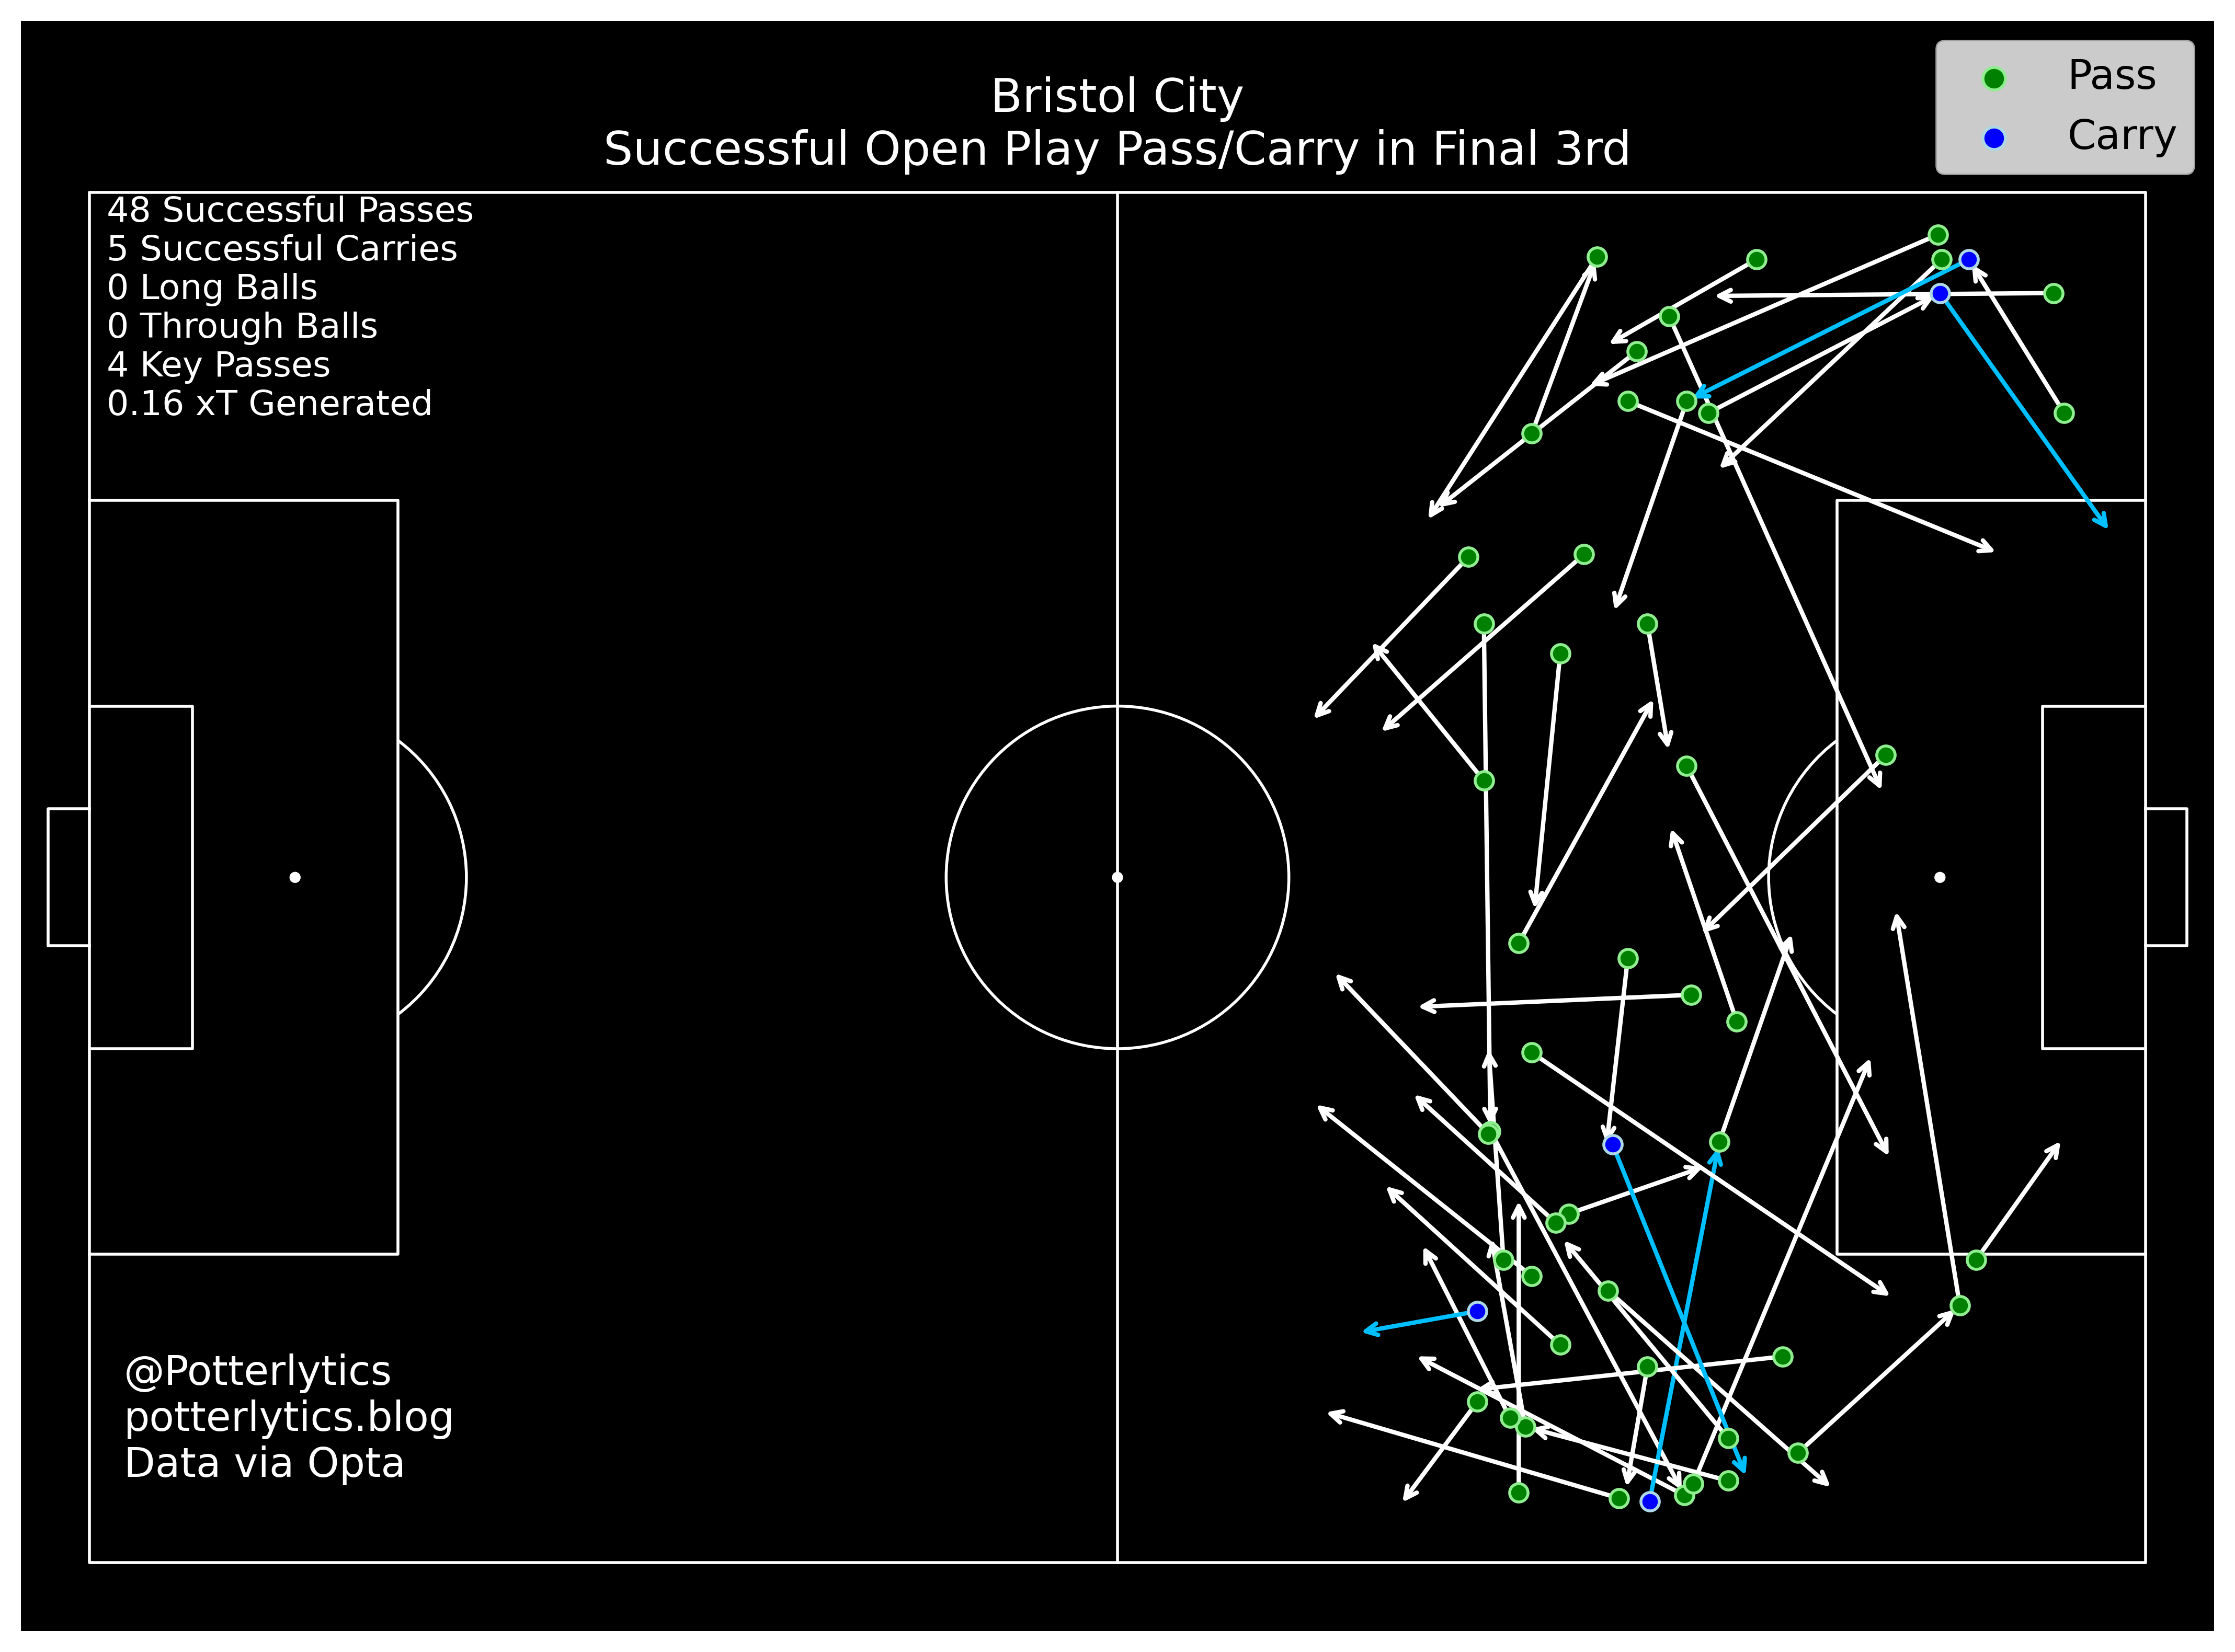 Bristol City
Successful Open Play Pass/Carry in Final 3rd
Pass
Carry
48 Successful Passes
5 Successful Carries
0 Long Balls
0 Through Balls
4 Key Passes
0.16 xT Generated
@Potterlytics
potterlytics.blog
Data via Opta